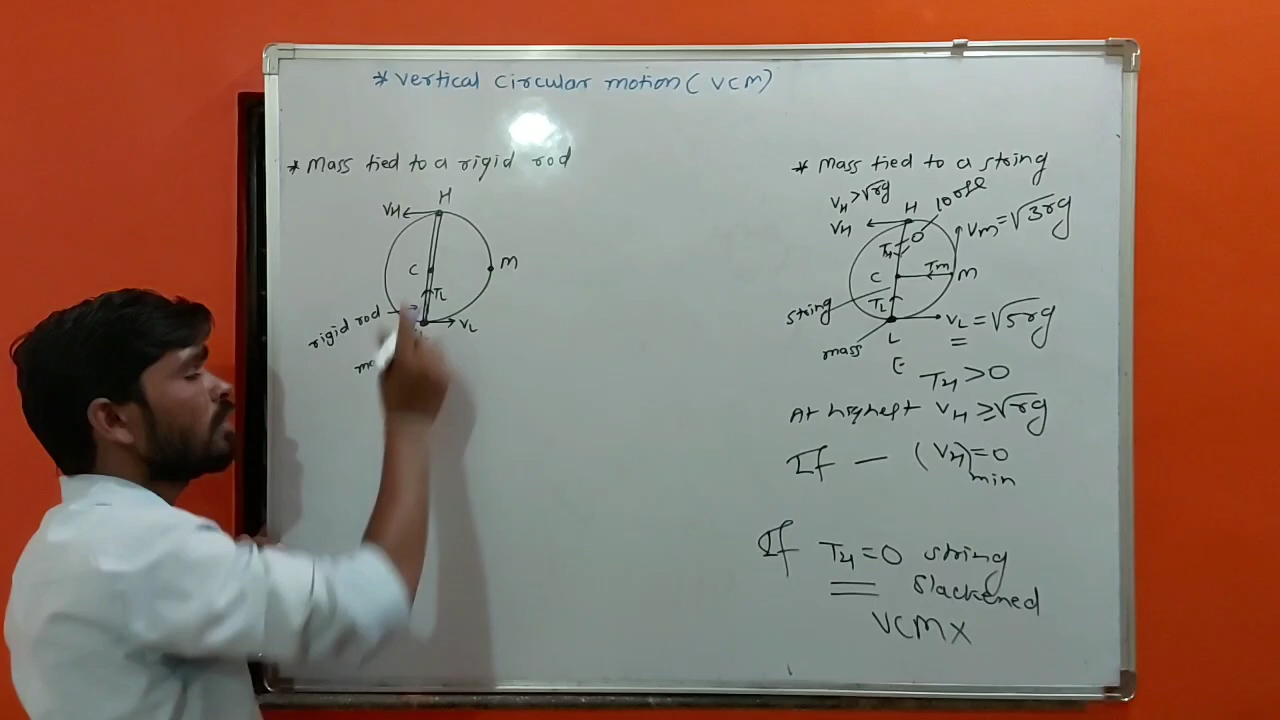 * Vertical Circular motion ( VCM )
* Mass tied to a rigid rod
H
VH
C
M
TL
rigid rod
VL
* Mass tied to a string
VH > √rg
H
loose
VH
Vm = √3rg
TH
O
C
Tm
M
string
TL
VL = √5rg
mass
L
TH > 0
At highest VH ≥ √rg
If — (VH) = 0
min
If TH = 0 string
slackened
VCM X